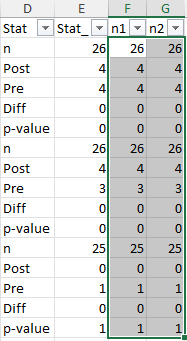 D E F G
Stat Stat_ n1 n2
n 26 26 26
Post 4 4 4
Pre 4 4 4
Diff 0 0 0
p-value 0 0 0
n 26 26 26
Post 4 4 4
Pre 3 3 3
Diff 0 0 0
p-value 0 0 0
n 25 25 25
Post 0 0 0
Pre 1 1 1
Diff 0 0 0
p-value 1 1 1